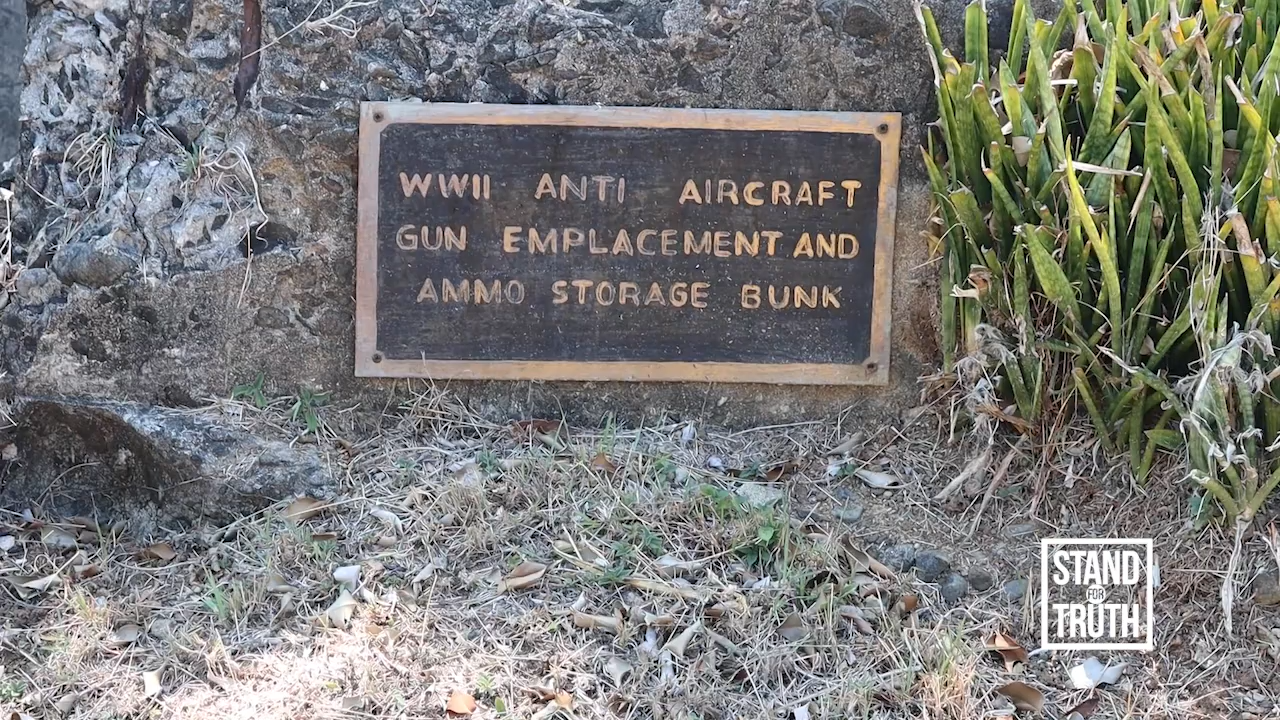 WWII ANTI AIRCRAFT
GUN EMPLACEMENT AND
AMMO STORAGE BUNK
STAND
FOR
TRUTH